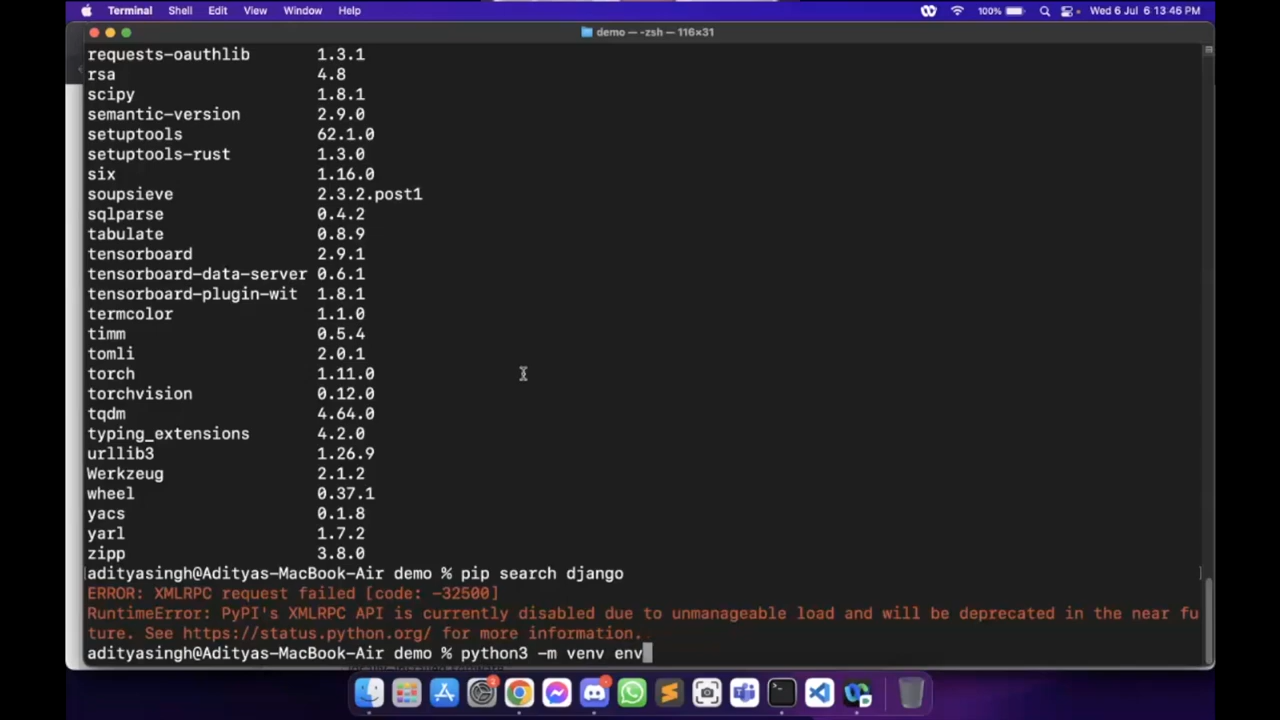 Terminal Shell Edit View Window Help 100% Wed 6 Jul 6 13:46 PM
demo — -zsh — 116×31
requests-oauthlib 1.3.1
rsa 4.8
scipy 1.8.1
semantic-version 2.9.0
setuptools 62.1.0
setuptools-rust 1.3.0
six 1.16.0
soupsieve 2.3.2.post1
sqlparse 0.4.2
tabulate 0.8.9
tensorboard 2.9.1
tensorboard-data-server 0.6.1
tensorboard-plugin-wit 1.8.1
termcolor 1.1.0
timm 0.5.4
tomli 2.0.1
torch 1.11.0
torchvision 0.12.0
tqdm 4.64.0
typing_extensions 4.2.0
urllib3 1.26.9
Werkzeug 2.1.2
wheel 0.37.1
yacs 0.1.8
yarl 1.7.2
zipp 3.8.0
[adityasingh@Adityas-MacBook-Air demo % pip search django ]
ERROR: XMLRPC request failed [code: -32500]
RuntimeError: PyPI's XMLRPC API is currently disabled due to unmanageable load and will be deprecated in the near fu
ture. See https://status.python.org/ for more information.
adityasingh@Adityas-MacBook-Air demo % python3 -m venv env
2